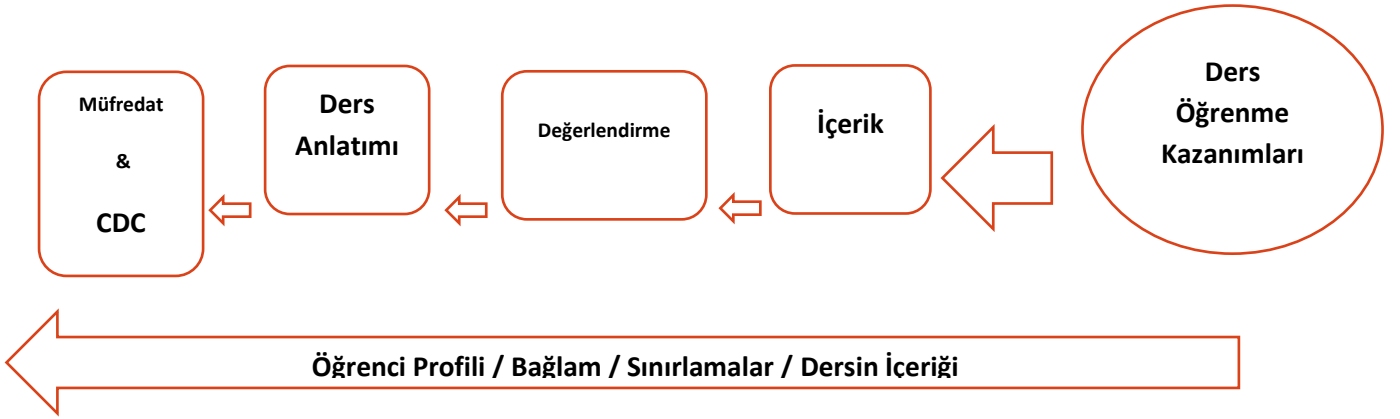 Müfredat
&
CDC
Ders
Anlatımı
Değerlendirme
İçerik
Ders
Öğrenme
Kazanımları
Öğrenci Profili / Bağlam / Sınırlamalar / Dersin İçeriği